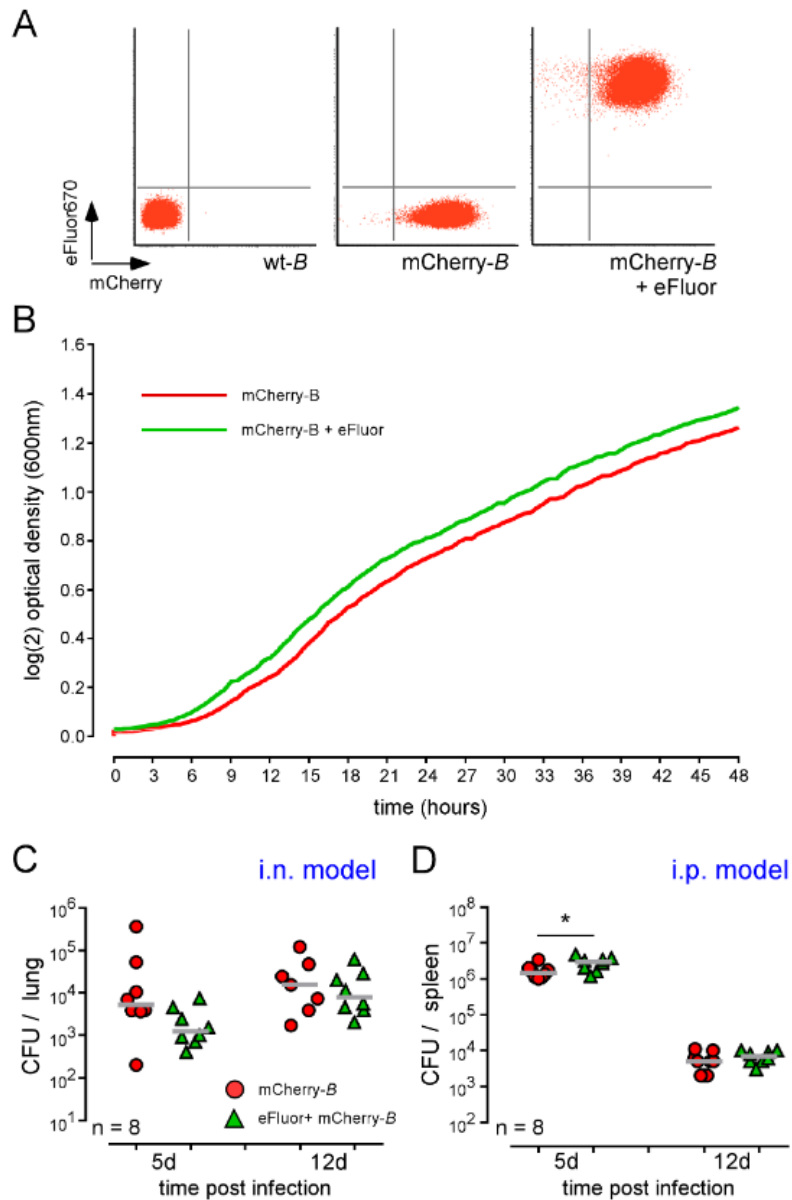 A
eFluor670
mCherry
wt-B
mCherry-B
mCherry-B
+ eFluor
B
log(2) optical density (600nm)
1.6
1.4
1.2
1.0
0.8
0.6
0.4
0.2
0.0
mCherry-B
mCherry-B + eFluor
0 3 6 9 12 15 18 21 24 27 30 33 36 39 42 45 48
time (hours)
C
i.n. model
CFU / lung
10⁶
10⁵
10⁴
10³
10²
10¹
mCherry-B
eFluor+ mCherry-B
n = 8
5d 12d
time post infection
D
i.p. model
CFU / spleen
10⁸
10⁷
10⁶
10⁵
10⁴
10³
10²
*
n = 8
5d 12d
time post infection